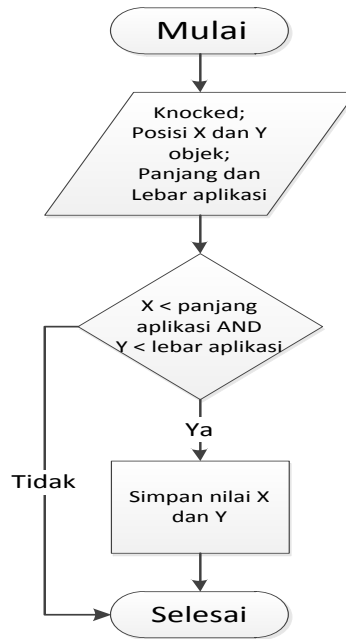 Mulai
Knocked;
Posisi X dan Y
objek;
Panjang dan
Lebar aplikasi
X < panjang
aplikasi AND
Y < lebar aplikasi
Ya
Tidak
Simpan nilai X
dan Y
Selesai